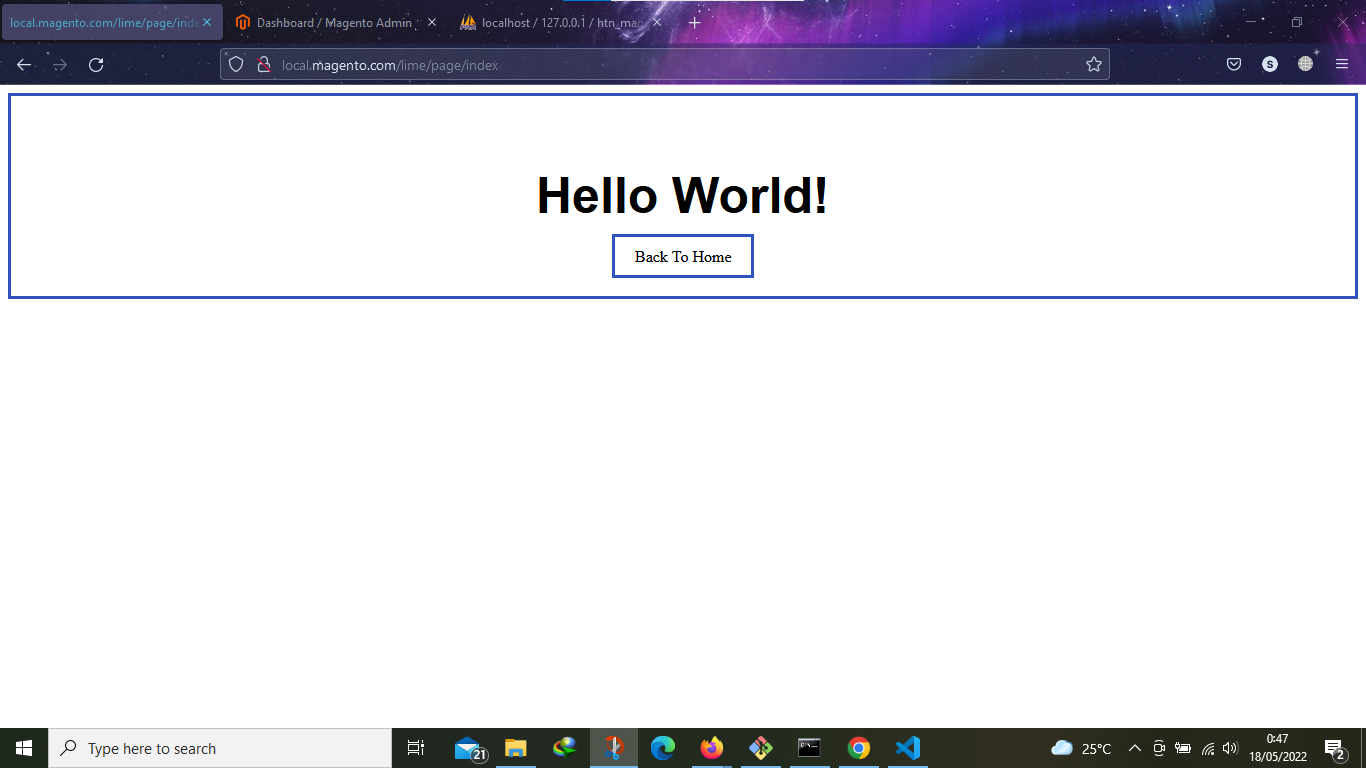 local.magento.com/lime/page/inde
Dashboard / Magento Admin
localhost / 127.0.0.1 / htn_mag
local.magento.com/lime/page/index
S
Hello World!
Back To Home
Type here to search
21
25°C
0:47
18/05/2022
2